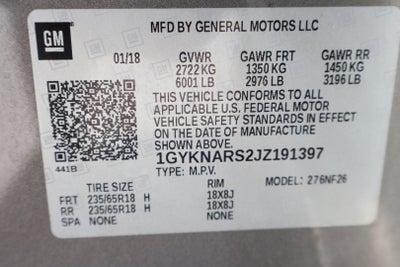 GM
MFD BY GENERAL MOTORS LLC
01/18 GVWR GAWR FRT GAWR RR
2722 KG 1350 KG 1450 KG
6001 LB 2976 LB 3196 LB
THIS VEHICLE CONFORMS TO ALL
APPLICABLE U.S. FEDERAL MOTOR
VEHICLE SAFETY STANDARDS IN EFFECT
ON THE DATE OF MANUFACTURE
SHOWN ABOVE.
441B 1GYKNARS2JZ191397
TYPE: M.P.V. MODEL: 276NF26
TIRE SIZE RIM
FRT 235/65R18 H 18X8J
RR 235/65R18 H 18X8J
SPA NONE NONE